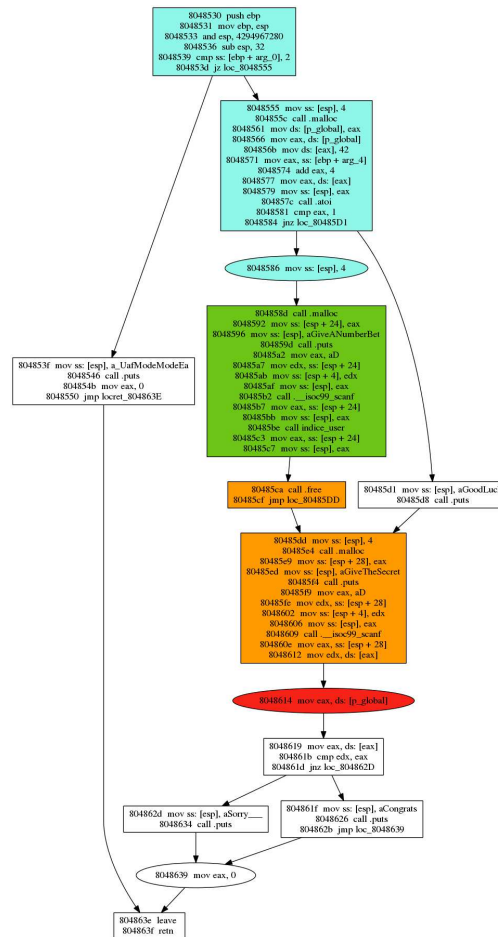 8048530 push ebp
8048531 mov ebp, esp
8048533 and esp, 4294967280
8048536 sub esp, 32
8048539 cmp ss: [ebp + arg_0], 2
804853d jz loc_8048555
8048555 mov ss: [esp], 4
804855c call .malloc
8048561 mov ds: [p_global], eax
8048566 mov eax, ds: [p_global]
804856b mov ds: [eax], 42
8048571 mov eax, ss: [ebp + arg_4]
8048574 add eax, 4
8048577 mov eax, ds: [eax]
8048579 mov ss: [esp], eax
804857c call .atoi
8048581 cmp eax, 1
8048584 jnz loc_80485D1
8048586 mov ss: [esp], 4
804858d call .malloc
8048592 mov ss: [esp + 24], eax
8048596 mov ss: [esp], aGiveANumberBet
804859d call .puts
80485a2 mov eax, aD
80485a7 mov edx, ss: [esp + 24]
80485ab mov ss: [esp + 4], edx
80485af mov ss: [esp], eax
80485b2 call .__isoc99_scanf
80485b7 mov eax, ss: [esp + 24]
80485bb mov ss: [esp], eax
80485be call indice_user
80485c3 mov eax, ss: [esp + 24]
80485c7 mov ss: [esp], eax
804853f mov ss: [esp], a_UafModeModeEa
8048546 call .puts
804854b mov eax, 0
8048550 jmp locret_804863E
80485ca call .free
80485cf jmp loc_80485DD
80485d1 mov ss: [esp], aGoodLuc
80485d8 call .puts
80485dd mov ss: [esp], 4
80485e4 call .malloc
80485e9 mov ss: [esp + 28], eax
80485ed mov ss: [esp], aGiveTheSecret
80485f4 call .puts
80485f9 mov eax, aD
80485fe mov edx, ss: [esp + 28]
8048602 mov ss: [esp + 4], edx
8048606 mov ss: [esp], eax
8048609 call .__isoc99_scanf
804860e mov eax, ss: [esp + 28]
8048612 mov edx, ds: [eax]
8048614 mov eax, ds: [p_global]
8048619 mov eax, ds: [eax]
804861b cmp edx, eax
804861d jnz loc_804862D
804862d mov ss: [esp], aSorry___
8048634 call .puts
804861f mov ss: [esp], aCongrats
8048626 call .puts
804862b jmp loc_8048639
8048639 mov eax, 0
804863e leave
804863f retn